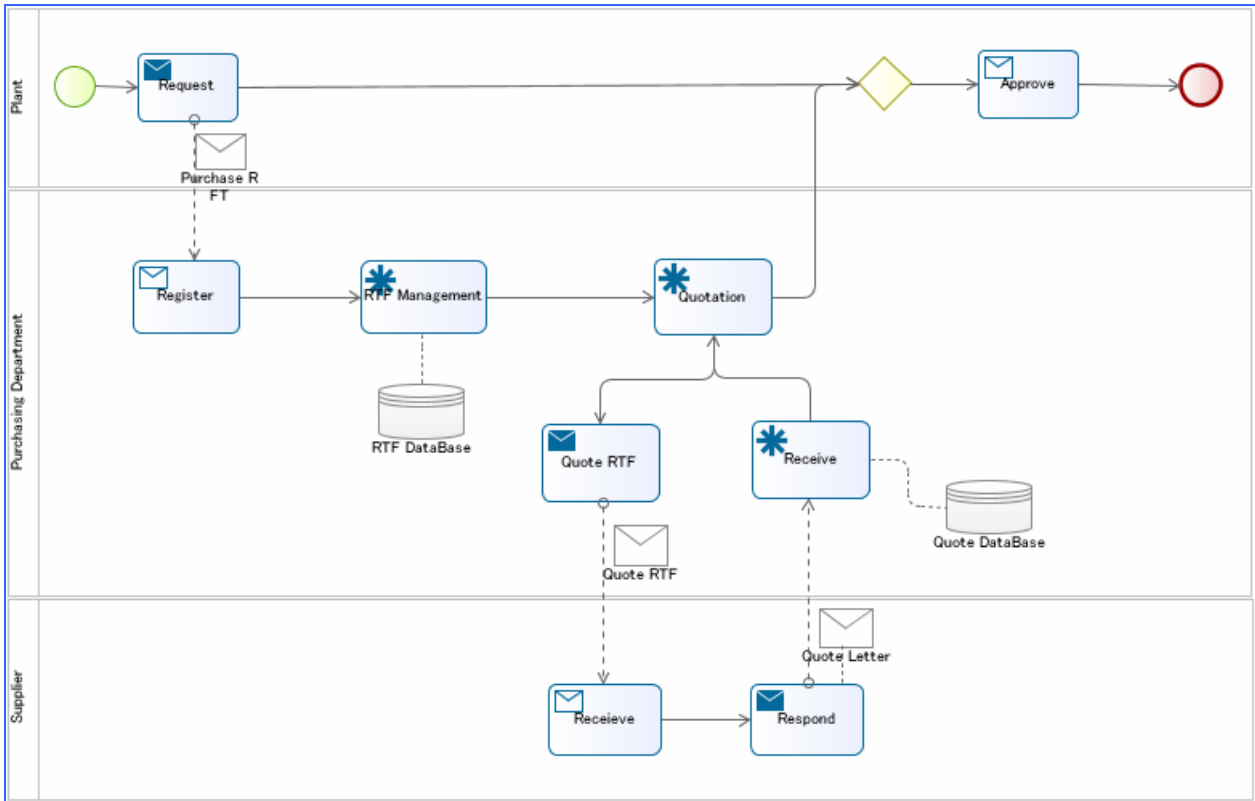 Plant
Request
Approve
Purchase R
FT
Purchasing Department
Register
RTF Management
Quotation
RTF DataBase
Quote RTF
Receive
Quote DataBase
Quote RTF
Supplier
Quote Letter
Receieve
Respond